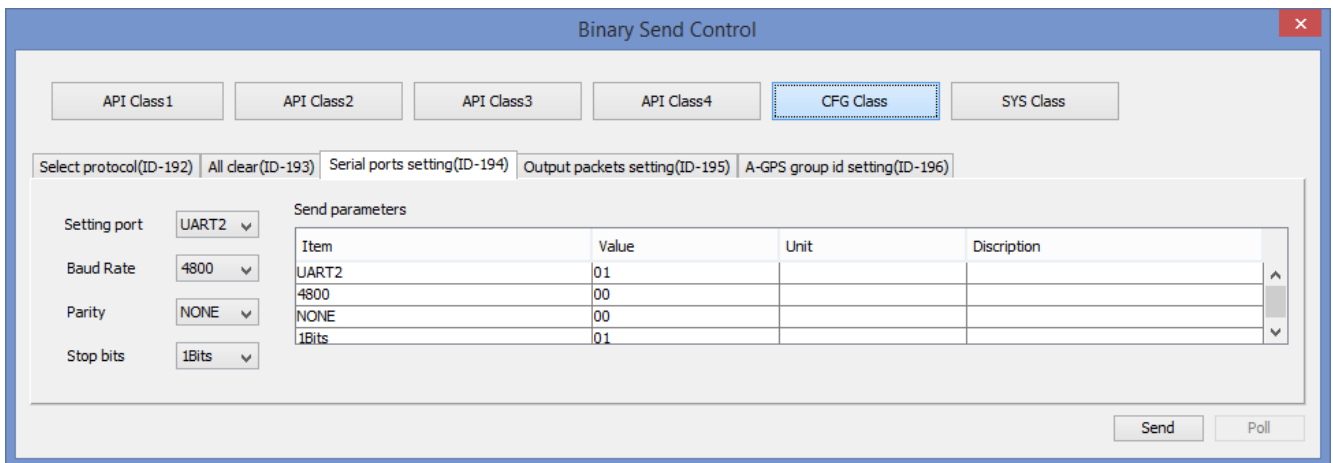 Binary Send Control
API Class1 API Class2 API Class3 API Class4 CFG Class SYS Class
Select protocol(ID-192) All clear(ID-193) Serial ports setting(ID-194) Output packets setting(ID-195) A-GPS group id setting(ID-196)
Setting port UART2
Baud Rate 4800
Parity NONE
Stop bits 1Bits
Send parameters
Item Value Unit Discription
UART2 01
4800 00
NONE 00
1Bits 01
Send Poll